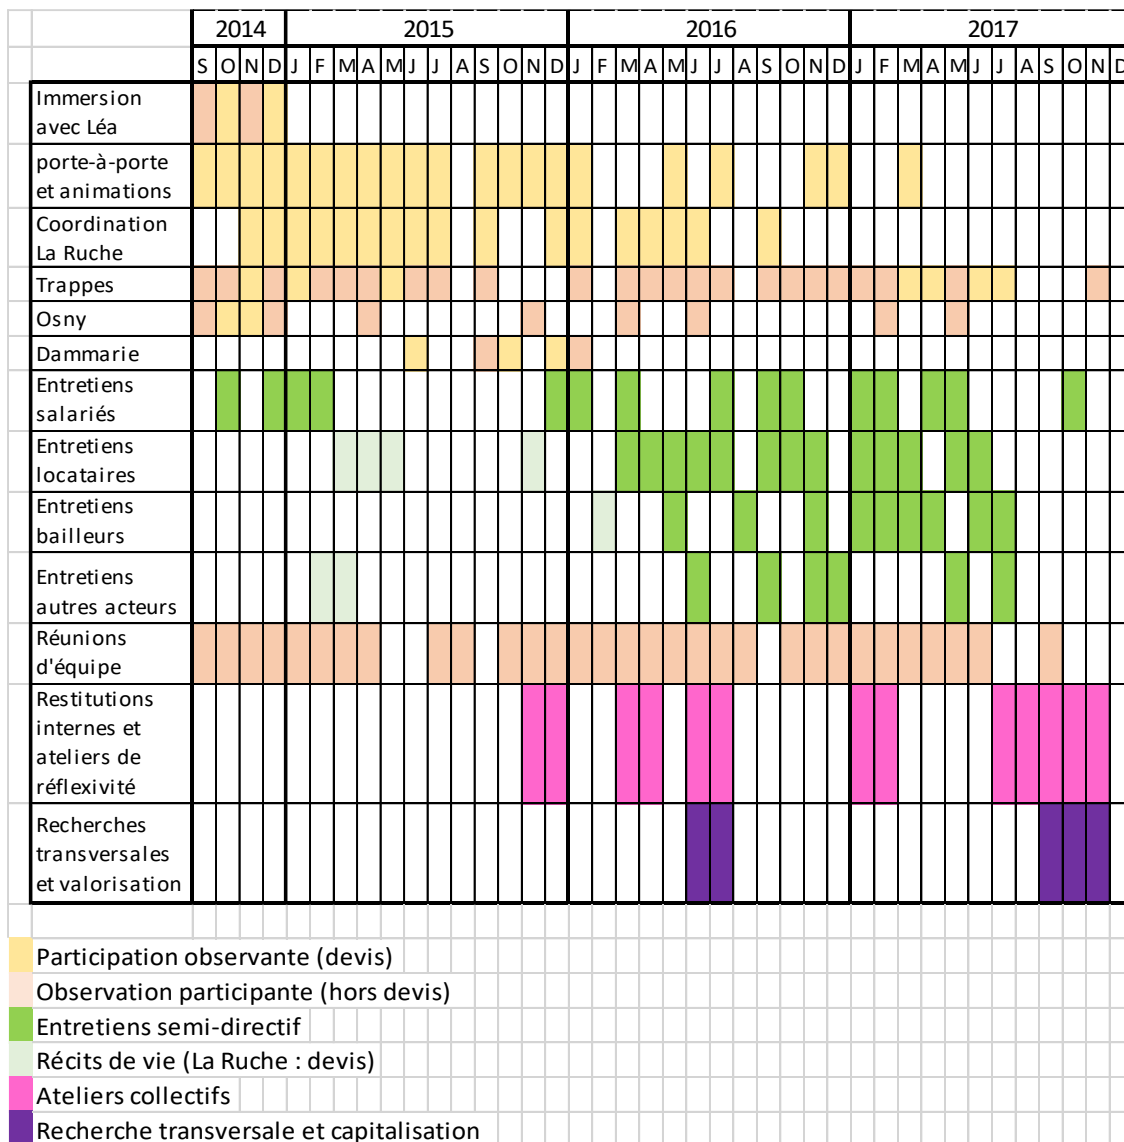 2014 2015 2016 2017
S O N D J F M A M J J A S O N D J F M A M J J A S O N D J F M A M J J A S O N D
Immersion
avec Léa
porte-à-porte
et animations
Coordination
La Ruche
Trappes
Osny
Dammarie
Entretiens
salariés
Entretiens
locataires
Entretiens
bailleurs
Entretiens
autres acteurs
Réunions
d'équipe
Restitutions
internes et
ateliers de
réflexivité
Recherches
transversales
et valorisation
Participation observante (devis)
Observation participante (hors devis)
Entretiens semi-directif
Récits de vie (La Ruche : devis)
Ateliers collectifs
Recherche transversale et capitalisation